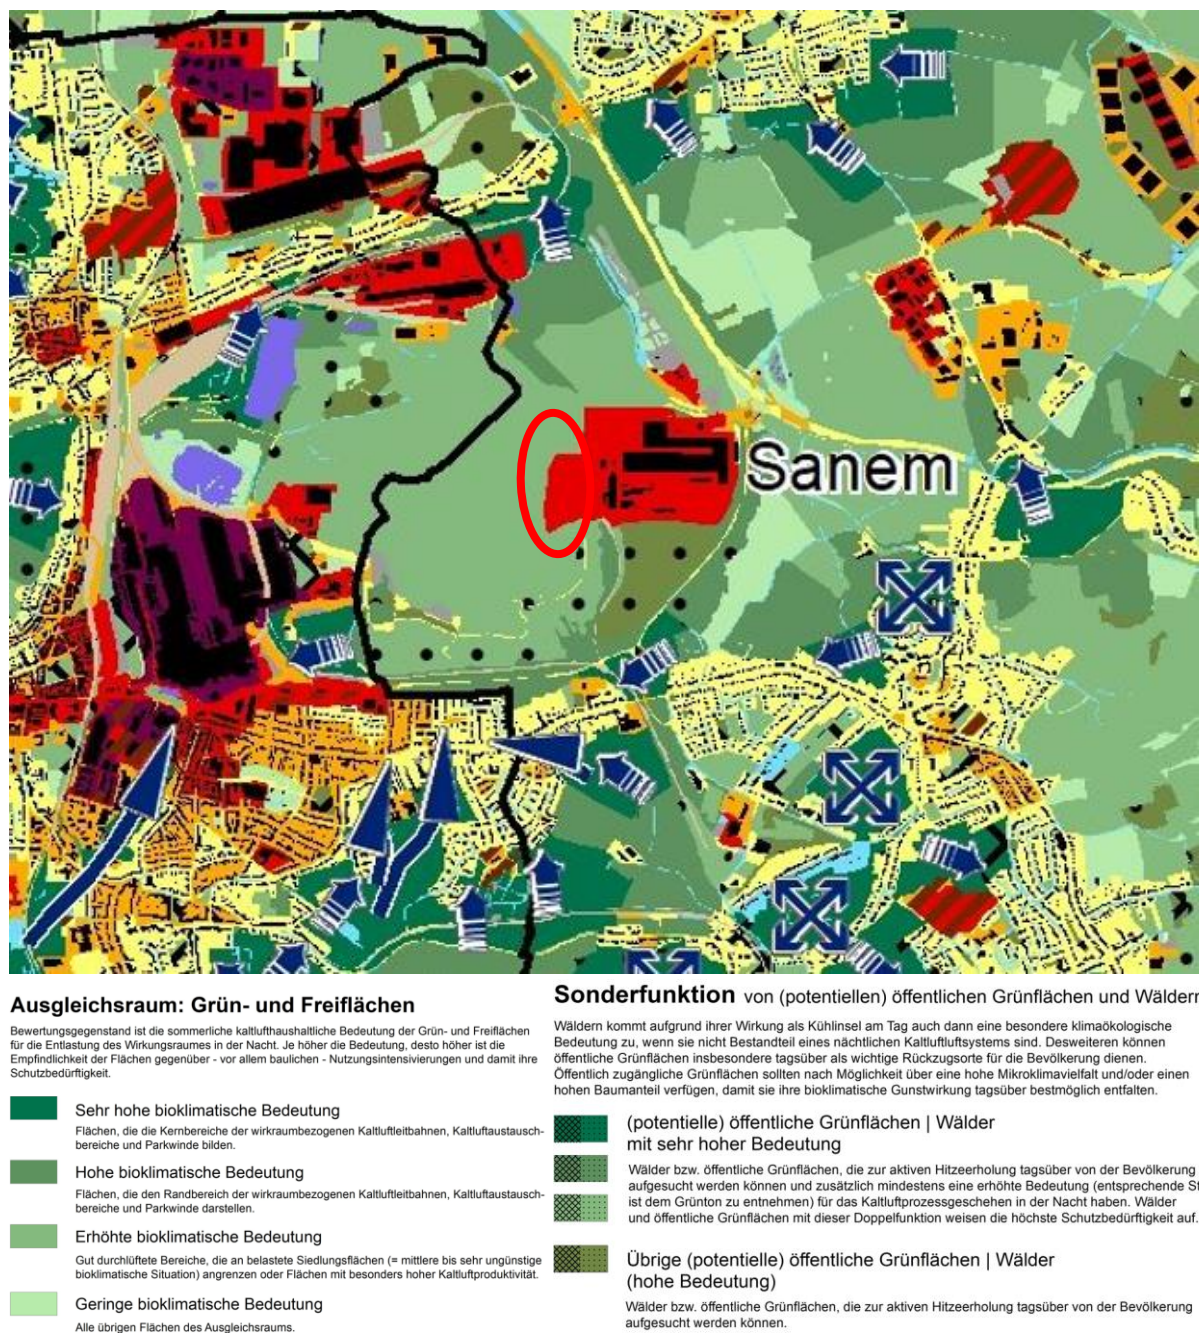 Sanem
Ausgleichsraum: Grün- und Freiflächen
Bewertungsgegenstand ist die sommerliche kaltlufthaushaltliche Bedeutung der Grün- und Freiflächen
für die Entlastung des Wirkungsraumes in der Nacht. Je höher die Bedeutung, desto höher ist die
Empfindlichkeit der Flächen gegenüber - vor allem baulichen - Nutzungsintensivierungen und damit ihre
Schutzbedürftigkeit.
Sehr hohe bioklimatische Bedeutung
Flächen, die die Kernbereiche der wirkraumbezogenen Kaltluftleitbahnen, Kaltluftaustausch-
bereiche und Parkwinde bilden.
Hohe bioklimatische Bedeutung
Flächen, die den Randbereich der wirkraumbezogenen Kaltluftleitbahnen, Kaltluftaustausch-
bereiche und Parkwinde darstellen.
Erhöhte bioklimatische Bedeutung
Gut durchlüftete Bereiche, die an belastete Siedlungsflächen (= mittlere bis sehr ungünstige
bioklimatische Situation) angrenzen oder Flächen mit besonders hoher Kaltluftproduktivität.
Geringe bioklimatische Bedeutung
Alle übrigen Flächen des Ausgleichsraums.
Sonderfunktion von (potentiellen) öffentlichen Grünflächen und Wäldern
Wäldern kommt aufgrund ihrer Wirkung als Kühlinsel am Tag auch dann eine besondere klimaökologische
Bedeutung zu, wenn sie nicht Bestandteil eines nächtlichen Kaltluftluftsystems sind. Desweiteren können
öffentliche Grünflächen insbesondere tagsüber als wichtige Rückzugsorte für die Bevölkerung dienen.
Öffentlich zugängliche Grünflächen sollten nach Möglichkeit über eine hohe Mikroklimavielfalt und/oder einen
hohen Baumanteil verfügen, damit sie ihre bioklimatische Gunstwirkung tagsüber bestmöglich entfalten.
(potentielle) öffentliche Grünflächen | Wälder
mit sehr hoher Bedeutung
Wälder bzw. öffentliche Grünflächen, die zur aktiven Hitzeerholung tagsüber von der Bevölkerung
aufgesucht werden können und zusätzlich mindestens eine erhöhte Bedeutung (entsprechende St
ist dem Grünton zu entnehmen) für das Kaltluftprozessgeschehen in der Nacht haben. Wälder
und öffentliche Grünflächen mit dieser Doppelfunktion weisen die höchste Schutzbedürftigkeit auf.
Übrige (potentielle) öffentliche Grünflächen | Wälder
(hohe Bedeutung)
Wälder bzw. öffentliche Grünflächen, die zur aktiven Hitzeerholung tagsüber von der Bevölkerung
aufgesucht werden können.